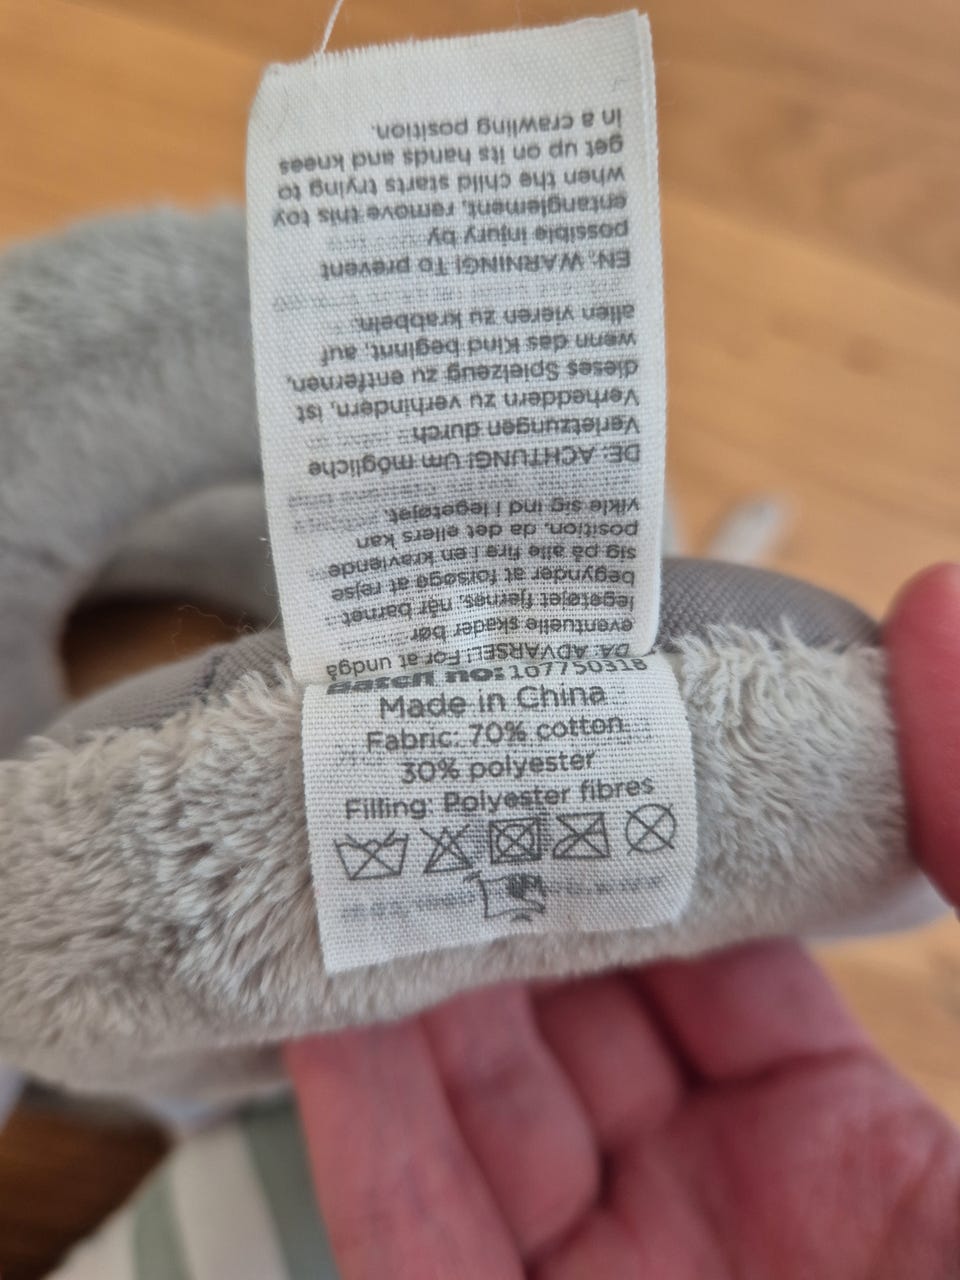 DA: ADVARSEL! For at undgå
eventuelle skader bør
legetøjet fjernes, når barnet
begynder at forsøge at rejse
sig på alle fire i en kravlende
position, da det ellers kan
vikle sig ind i legetøjet.
DE: ACHTUNG! Um mögliche
Verletzungen durch
Verheddern zu verhindern, ist
dieses Spielzeug zu entfernen,
wenn das Kind beginnt, auf
allen vieren zu krabbeln.
EN: WARNING! To prevent
possible injury by
entanglement, remove this toy
when the child starts trying to
get up on its hands and knees
in a crawling position.
Batch no: 107750318
Made in China
Fabric: 70% cotton
30% polyester
Filling: Polyester fibres